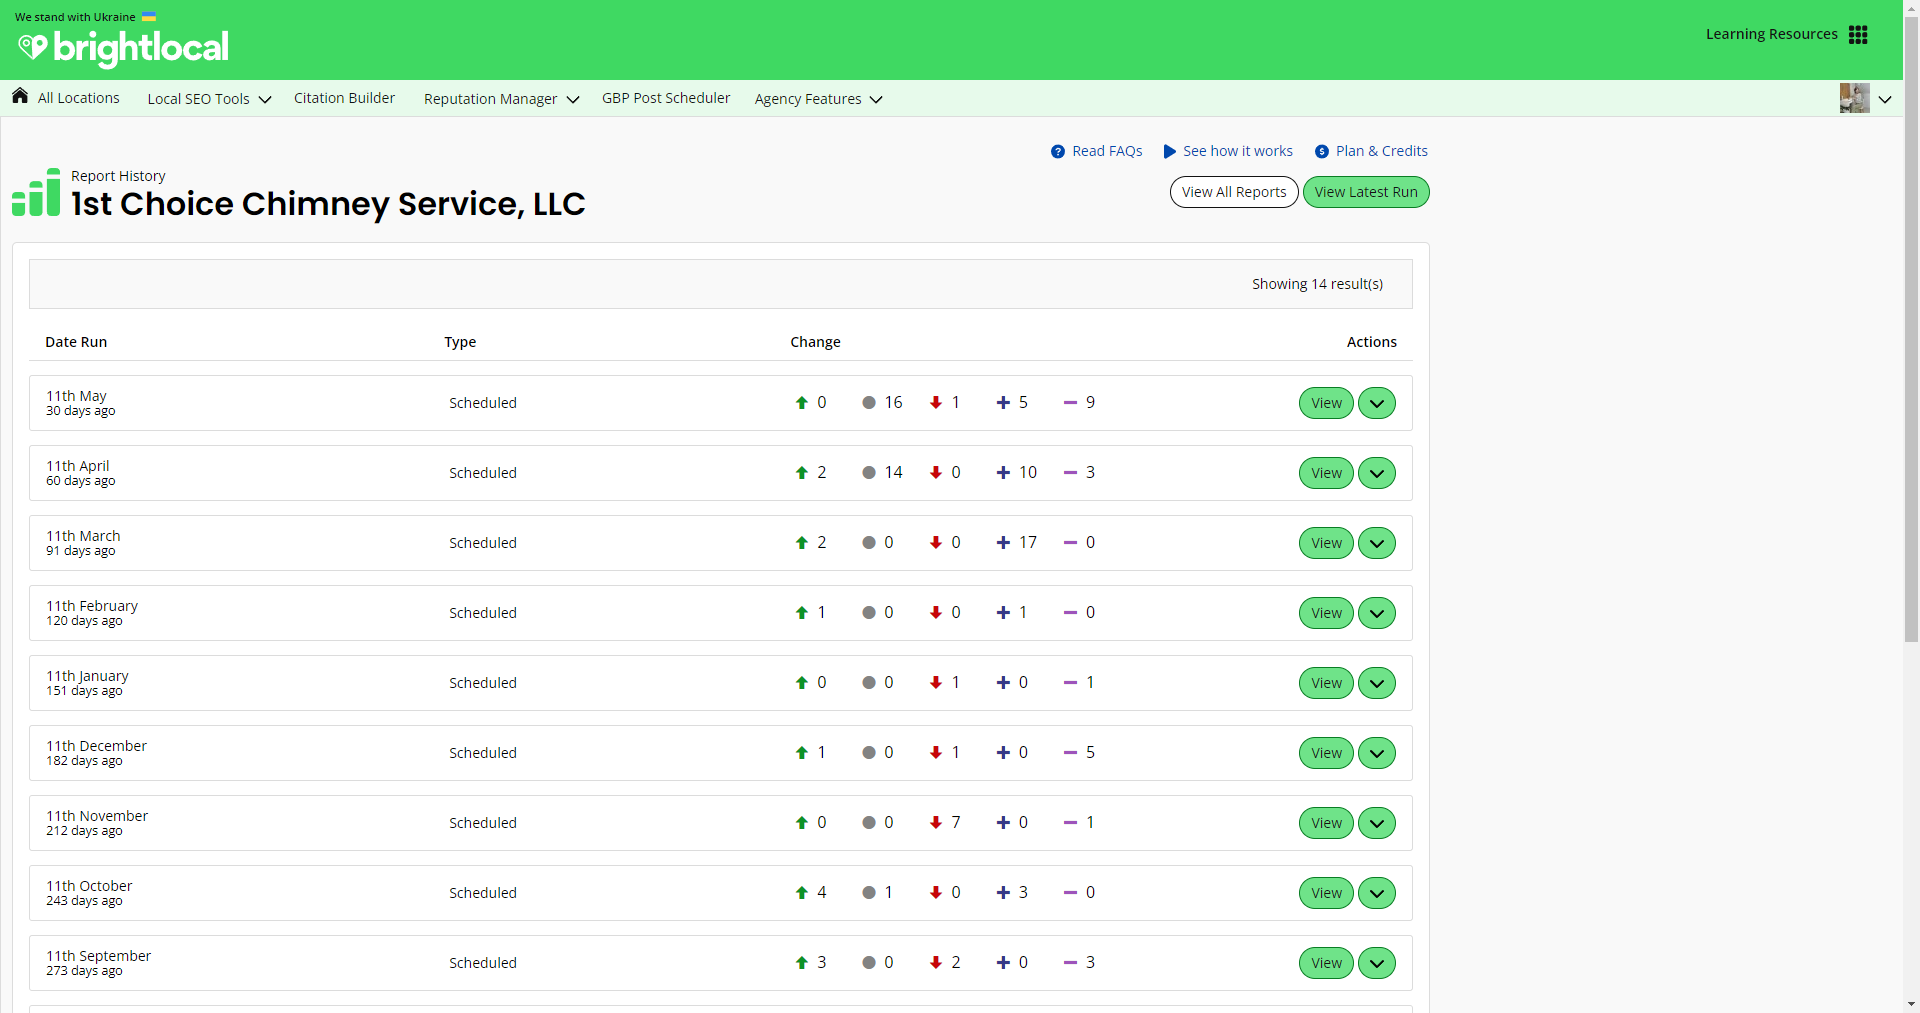 We stand with Ukraine
brightlocal
Learning Resources
All Locations Local SEO Tools Citation Builder Reputation Manager GBP Post Scheduler Agency Features
Read FAQs See how it works Plan & Credits
Report History
1st Choice Chimney Service, LLC
View All Reports View Latest Run
Showing 14 result(s)
Date Run Type Change Actions
11th May
30 days ago
Scheduled 0 16 1 5 9 View
11th April
60 days ago
Scheduled 2 14 0 10 3 View
11th March
91 days ago
Scheduled 2 0 0 17 0 View
11th February
120 days ago
Scheduled 1 0 0 1 0 View
11th January
151 days ago
Scheduled 0 0 1 0 1 View
11th December
182 days ago
Scheduled 1 0 1 0 5 View
11th November
212 days ago
Scheduled 0 0 7 0 1 View
11th October
243 days ago
Scheduled 4 1 0 3 0 View
11th September
273 days ago
Scheduled 3 0 2 0 3 View